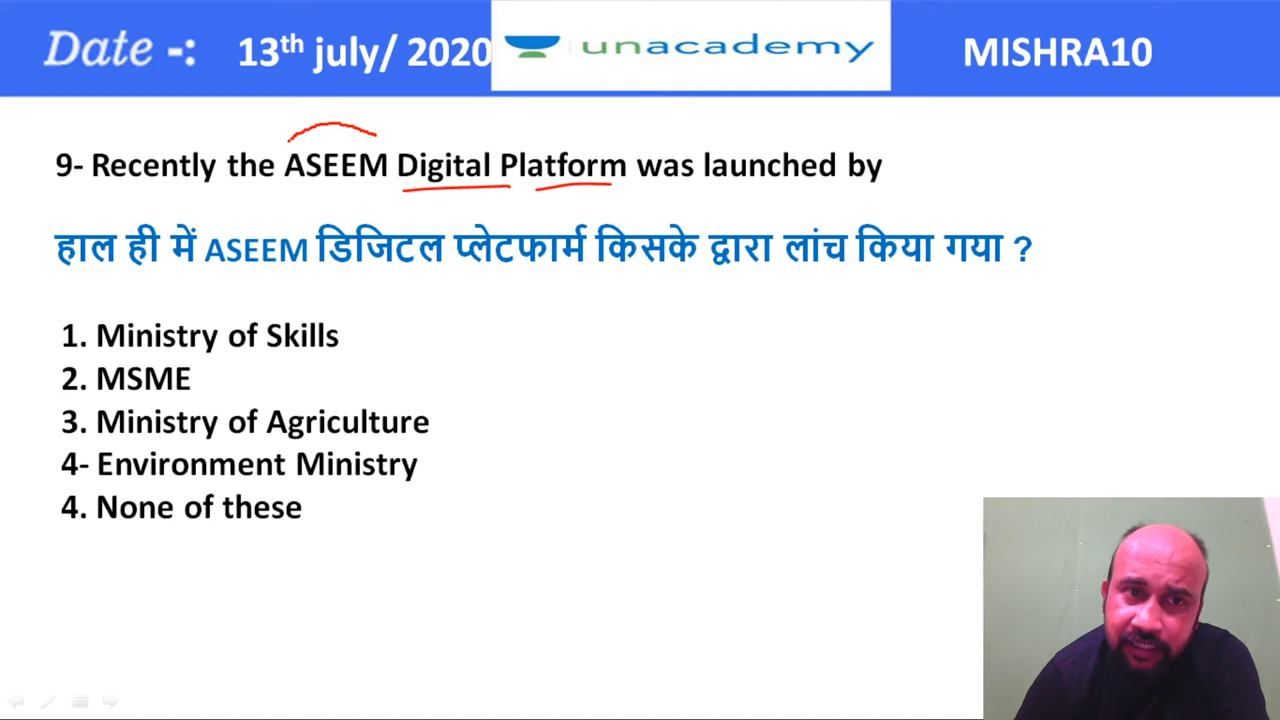 Date -: 13th july/ 2020 unacademy MISHRA10
9- Recently the ASEEM Digital Platform was launched by
हाल ही में ASEEM डिजिटल प्लेटफार्म किसके द्वारा लांच किया गया ?
1. Ministry of Skills
2. MSME
3. Ministry of Agriculture
4- Environment Ministry
4. None of these